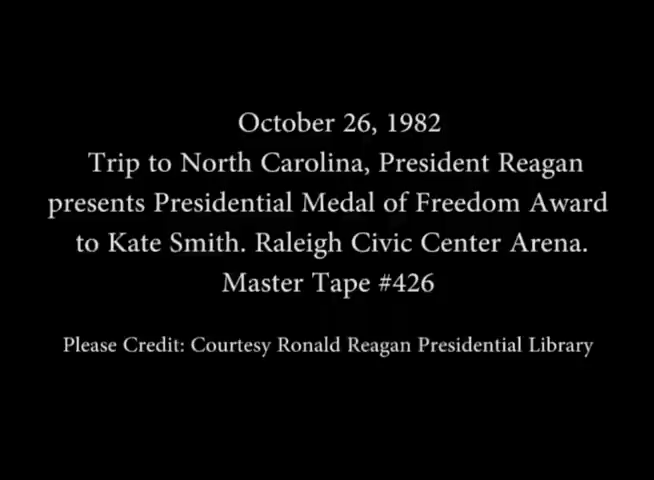 October 26, 1982
Trip to North Carolina, President Reagan
presents Presidential Medal of Freedom Award
to Kate Smith. Raleigh Civic Center Arena.
Master Tape #426
Please Credit: Courtesy Ronald Reagan Presidential Library